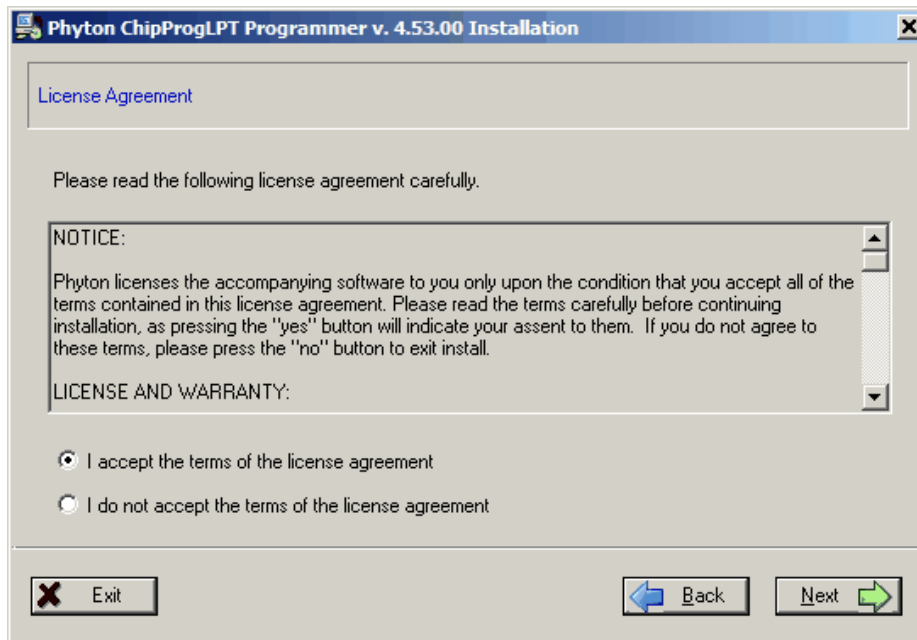 Phyton ChipProgLPT Programmer v. 4.53.00 Installation
License Agreement
Please read the following license agreement carefully.
NOTICE:
Phyton licenses the accompanying software to you only upon the condition that you accept all of the
terms contained in this license agreement. Please read the terms carefully before continuing
installation, as pressing the "yes" button will indicate your assent to them.  If you do not agree to
these terms, please press the "no" button to exit install.
LICENSE AND WARRANTY:
I accept the terms of the license agreement
I do not accept the terms of the license agreement
Exit
Back
Next